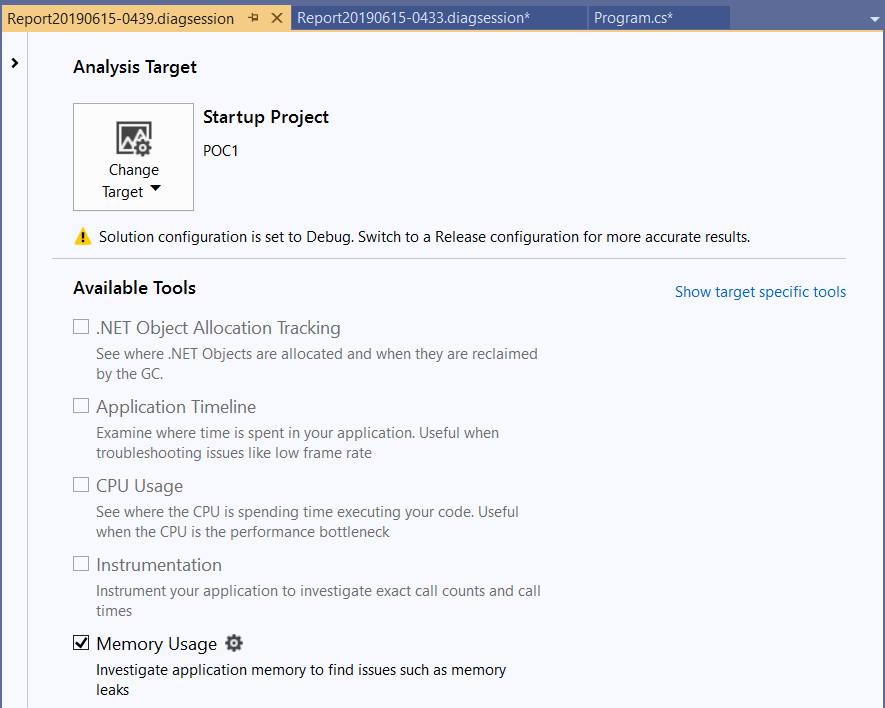 Report20190615-0439.diagsession Report20190615-0433.diagsession* Program.cs*
Analysis Target
Change
Target
Startup Project
POC1
Solution configuration is set to Debug. Switch to a Release configuration for more accurate results.
Available Tools
Show target specific tools
.NET Object Allocation Tracking
See where .NET Objects are allocated and when they are reclaimed
by the GC.
Application Timeline
Examine where time is spent in your application. Useful when
troubleshooting issues like low frame rate
CPU Usage
See where the CPU is spending time executing your code. Useful
when the CPU is the performance bottleneck
Instrumentation
Instrument your application to investigate exact call counts and call
times
Memory Usage
Investigate application memory to find issues such as memory
leaks